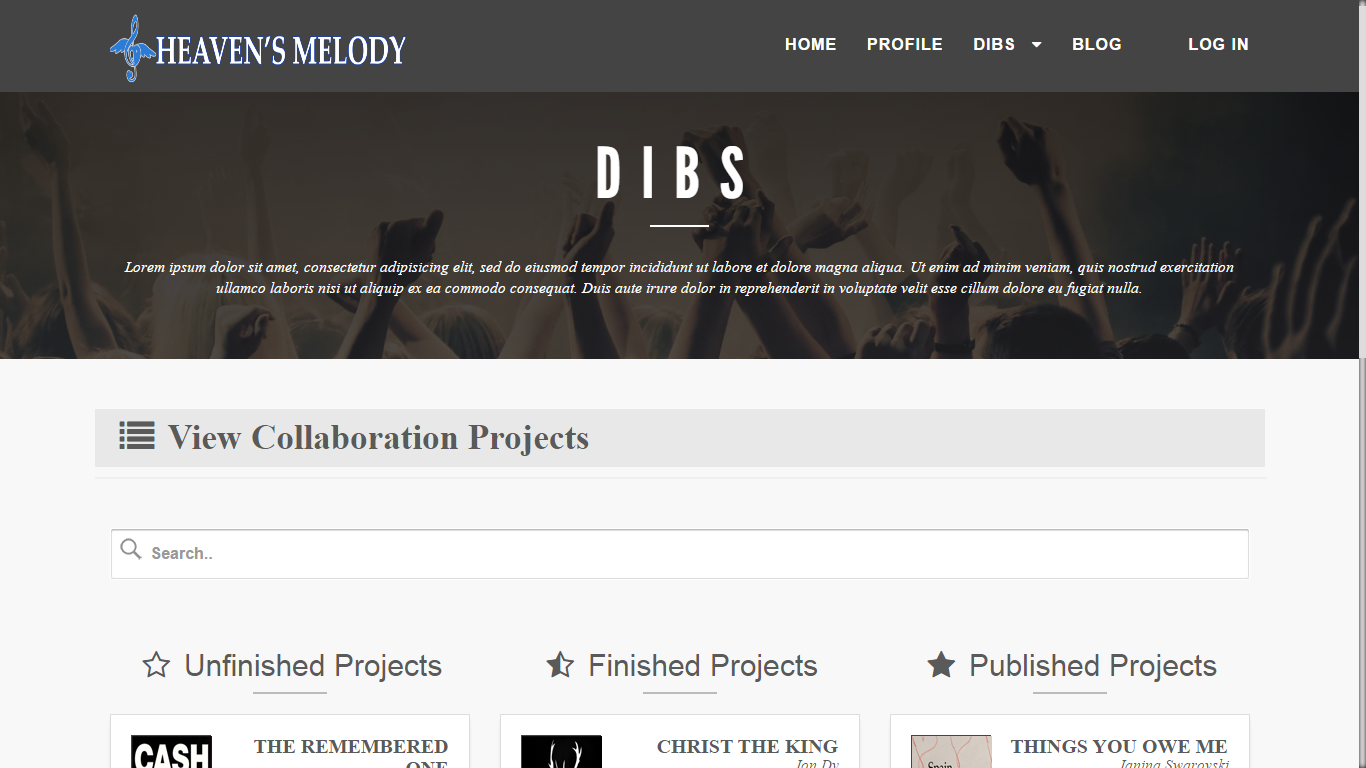 HEAVEN'S MELODY
HOME PROFILE DIBS BLOG LOG IN
DIBS
Lorem ipsum dolor sit amet, consectetur adipisicing elit, sed do eiusmod tempor incididunt ut labore et dolore magna aliqua. Ut enim ad minim veniam, quis nostrud exercitation
ullamco laboris nisi ut aliquip ex ea commodo consequat. Duis aute irure dolor in reprehenderit in voluptate velit esse cillum dolore eu fugiat nulla.
View Collaboration Projects
Search..
Unfinished Projects
Finished Projects
Published Projects
CASH
THE REMEMBERED
ONE
CHRIST THE KING
Jon Dy
Spain
THINGS YOU OWE ME
Janina Swarovski